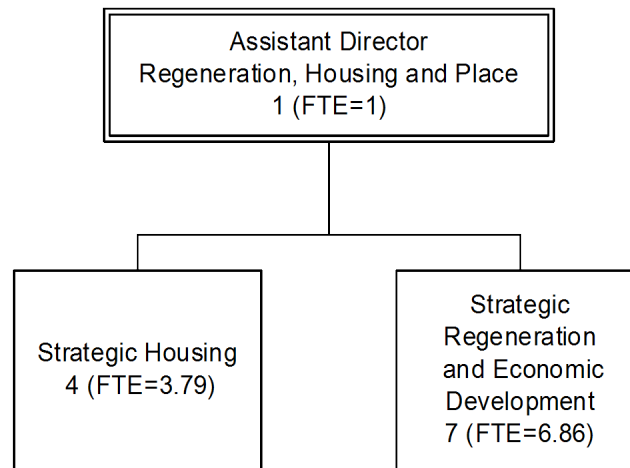 Assistant Director
Regeneration, Housing and Place
1 (FTE=1)
Strategic Housing
4 (FTE=3.79)
Strategic
Regeneration
and Economic
Development
7 (FTE=6.86)